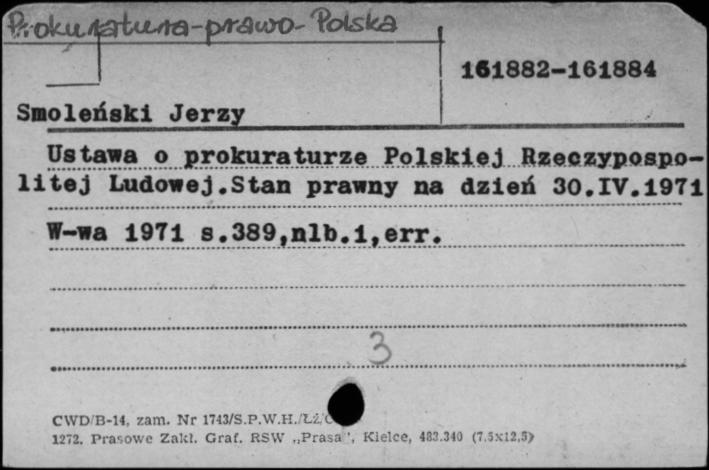 Prokuratura-prawo- Polska
161882-161884
Smoleński Jerzy
Ustawa o prokuraturze Polskiej Rzeczypospo-
litej Ludowej.Stan prawny na dzień 30.IV.1971
W-wa 1971 s.389,nlb.1,err.
3
CWD/B-14, zam. Nr 1743/S.P.W.H./ŁŻ/
1272. Prasowe Zakł. Graf. RSW „Prasa", Kielce, 483.340 (7,5x12,5)